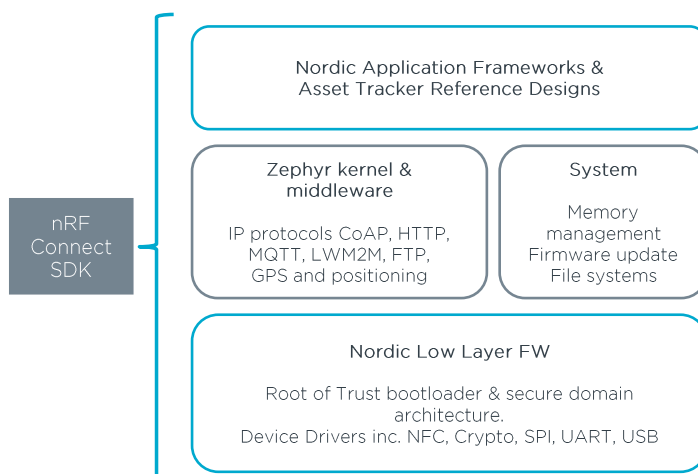 nRF
Connect
SDK
Nordic Application Frameworks &
Asset Tracker Reference Designs
Zephyr kernel &
middleware
IP protocols CoAP, HTTP,
MQTT, LWM2M, FTP,
GPS and positioning
System
Memory
management
Firmware update
File systems
Nordic Low Layer FW
Root of Trust bootloader & secure domain
architecture.
Device Drivers inc. NFC, Crypto, SPI, UART, USB